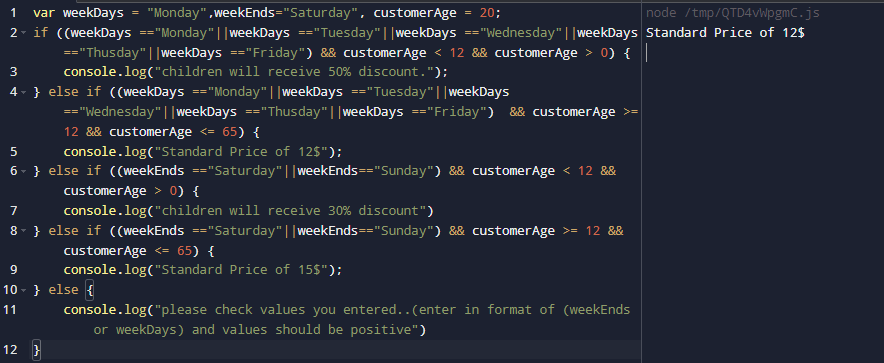 1 var weekDays = "Monday",weekEnds="Saturday", customerAge = 20;
2 if ((weekDays =="Monday"||weekDays =="Tuesday"||weekDays =="Wednesday"||weekDays
=="Thusday"||weekDays =="Friday") && customerAge < 12 && customerAge > 0) {
3 console.log("children will receive 50% discount.");
4 } else if ((weekDays =="Monday"||weekDays =="Tuesday"||weekDays
=="Wednesday"||weekDays =="Thusday"||weekDays =="Friday")  && customerAge >=
12 && customerAge <= 65) {
5 console.log("Standard Price of 12$");
6 } else if ((weekEnds =="Saturday"||weekEnds=="Sunday") && customerAge < 12 &&
customerAge > 0) {
7 console.log("children will receive 30% discount")
8 } else if ((weekEnds =="Saturday"||weekEnds=="Sunday") && customerAge >= 12 &&
customerAge <= 65) {
9 console.log("Standard Price of 15$");
10 } else {
11 console.log("please check values you entered..(enter in format of (weekEnds
or weekDays) and values should be positive")
12 }
node /tmp/QTD4vWpgmC.js
Standard Price of 12$